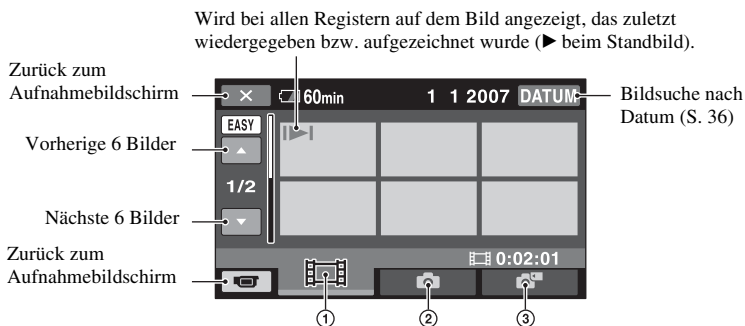 Wird bei allen Registern auf dem Bild angezeigt, das zuletzt
wiedergegeben bzw. aufgezeichnet wurde (▶ beim Standbild).
Zurück zum
Aufnahmebildschirm
60min
1 1 2007
DATUM
Bildsuche nach
Datum (S. 36)
EASY
Vorherige 6 Bilder
1/2
Nächste 6 Bilder
Zurück zum
Aufnahmebildschirm
0:02:01
① ② ③